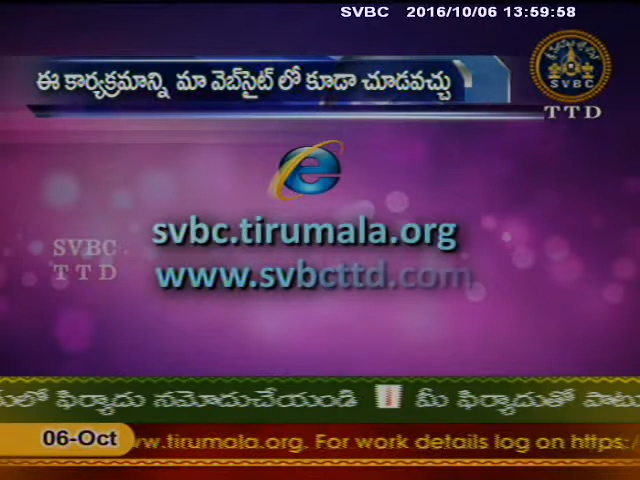 SVBC 2016/10/06 13:59:58
ఈ కార్యక్రమాన్ని మా వెబ్‌సైట్ లో కూడా చూడవచ్చు
SVBC
TTD
svbc.tirumala.org
SVBC
TTD
www.svbcttd.com
ఫిర్యాదు నమోదుచేయండి మీ ఫిర్యాదుతో
06-Oct ww.tirumala.org. For work details log on https:/